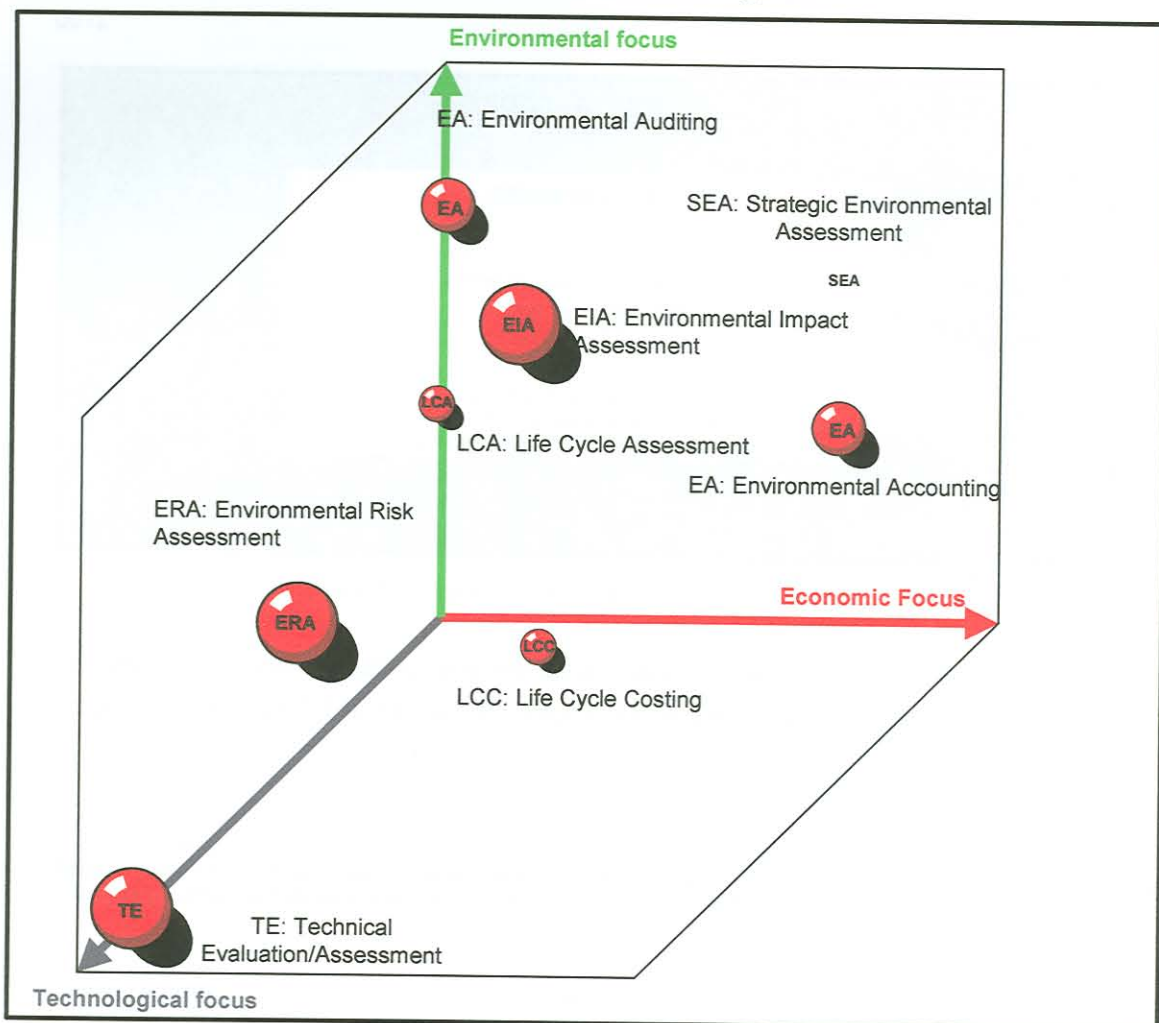 Environmental focus
EA: Environmental Auditing
EA
SEA: Strategic Environmental
Assessment
SEA
EIA
EIA: Environmental Impact
Assessment
LCA
LCA: Life Cycle Assessment
EA
EA: Environmental Accounting
ERA: Environmental Risk
Assessment
ERA
Economic Focus
LCC
LCC: Life Cycle Costing
TE
TE: Technical
Evaluation/Assessment
Technological focus